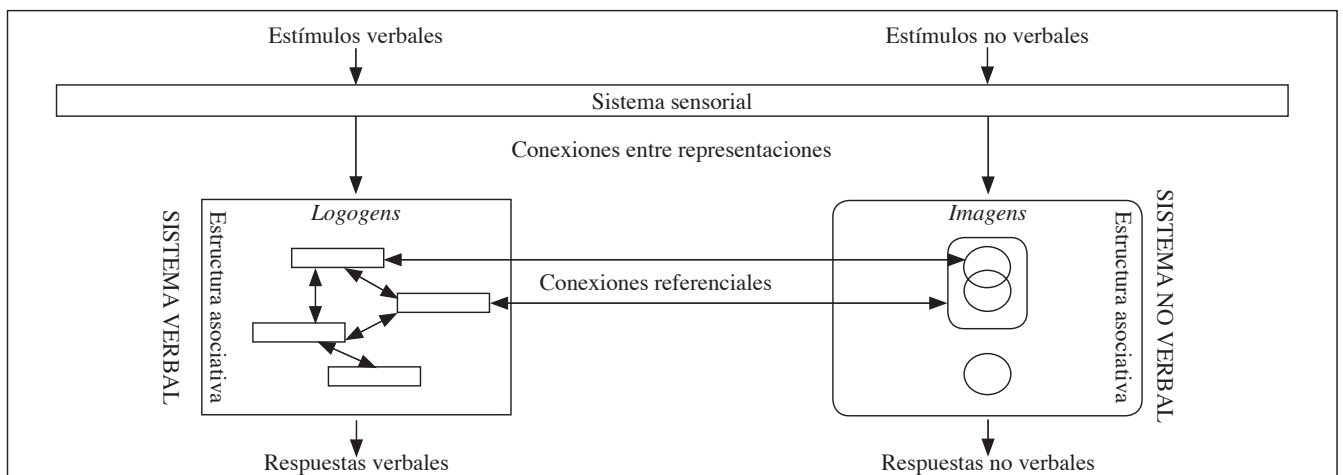 Estímulos verbales
Estímulos no verbales
Sistema sensorial
Conexiones entre representaciones
SISTEMA VERBAL
Estructura asociativa
Logogens
Conexiones referenciales
Imagens
Estructura asociativa
SISTEMA NO VERBAL
Respuestas verbales
Respuestas no verbales